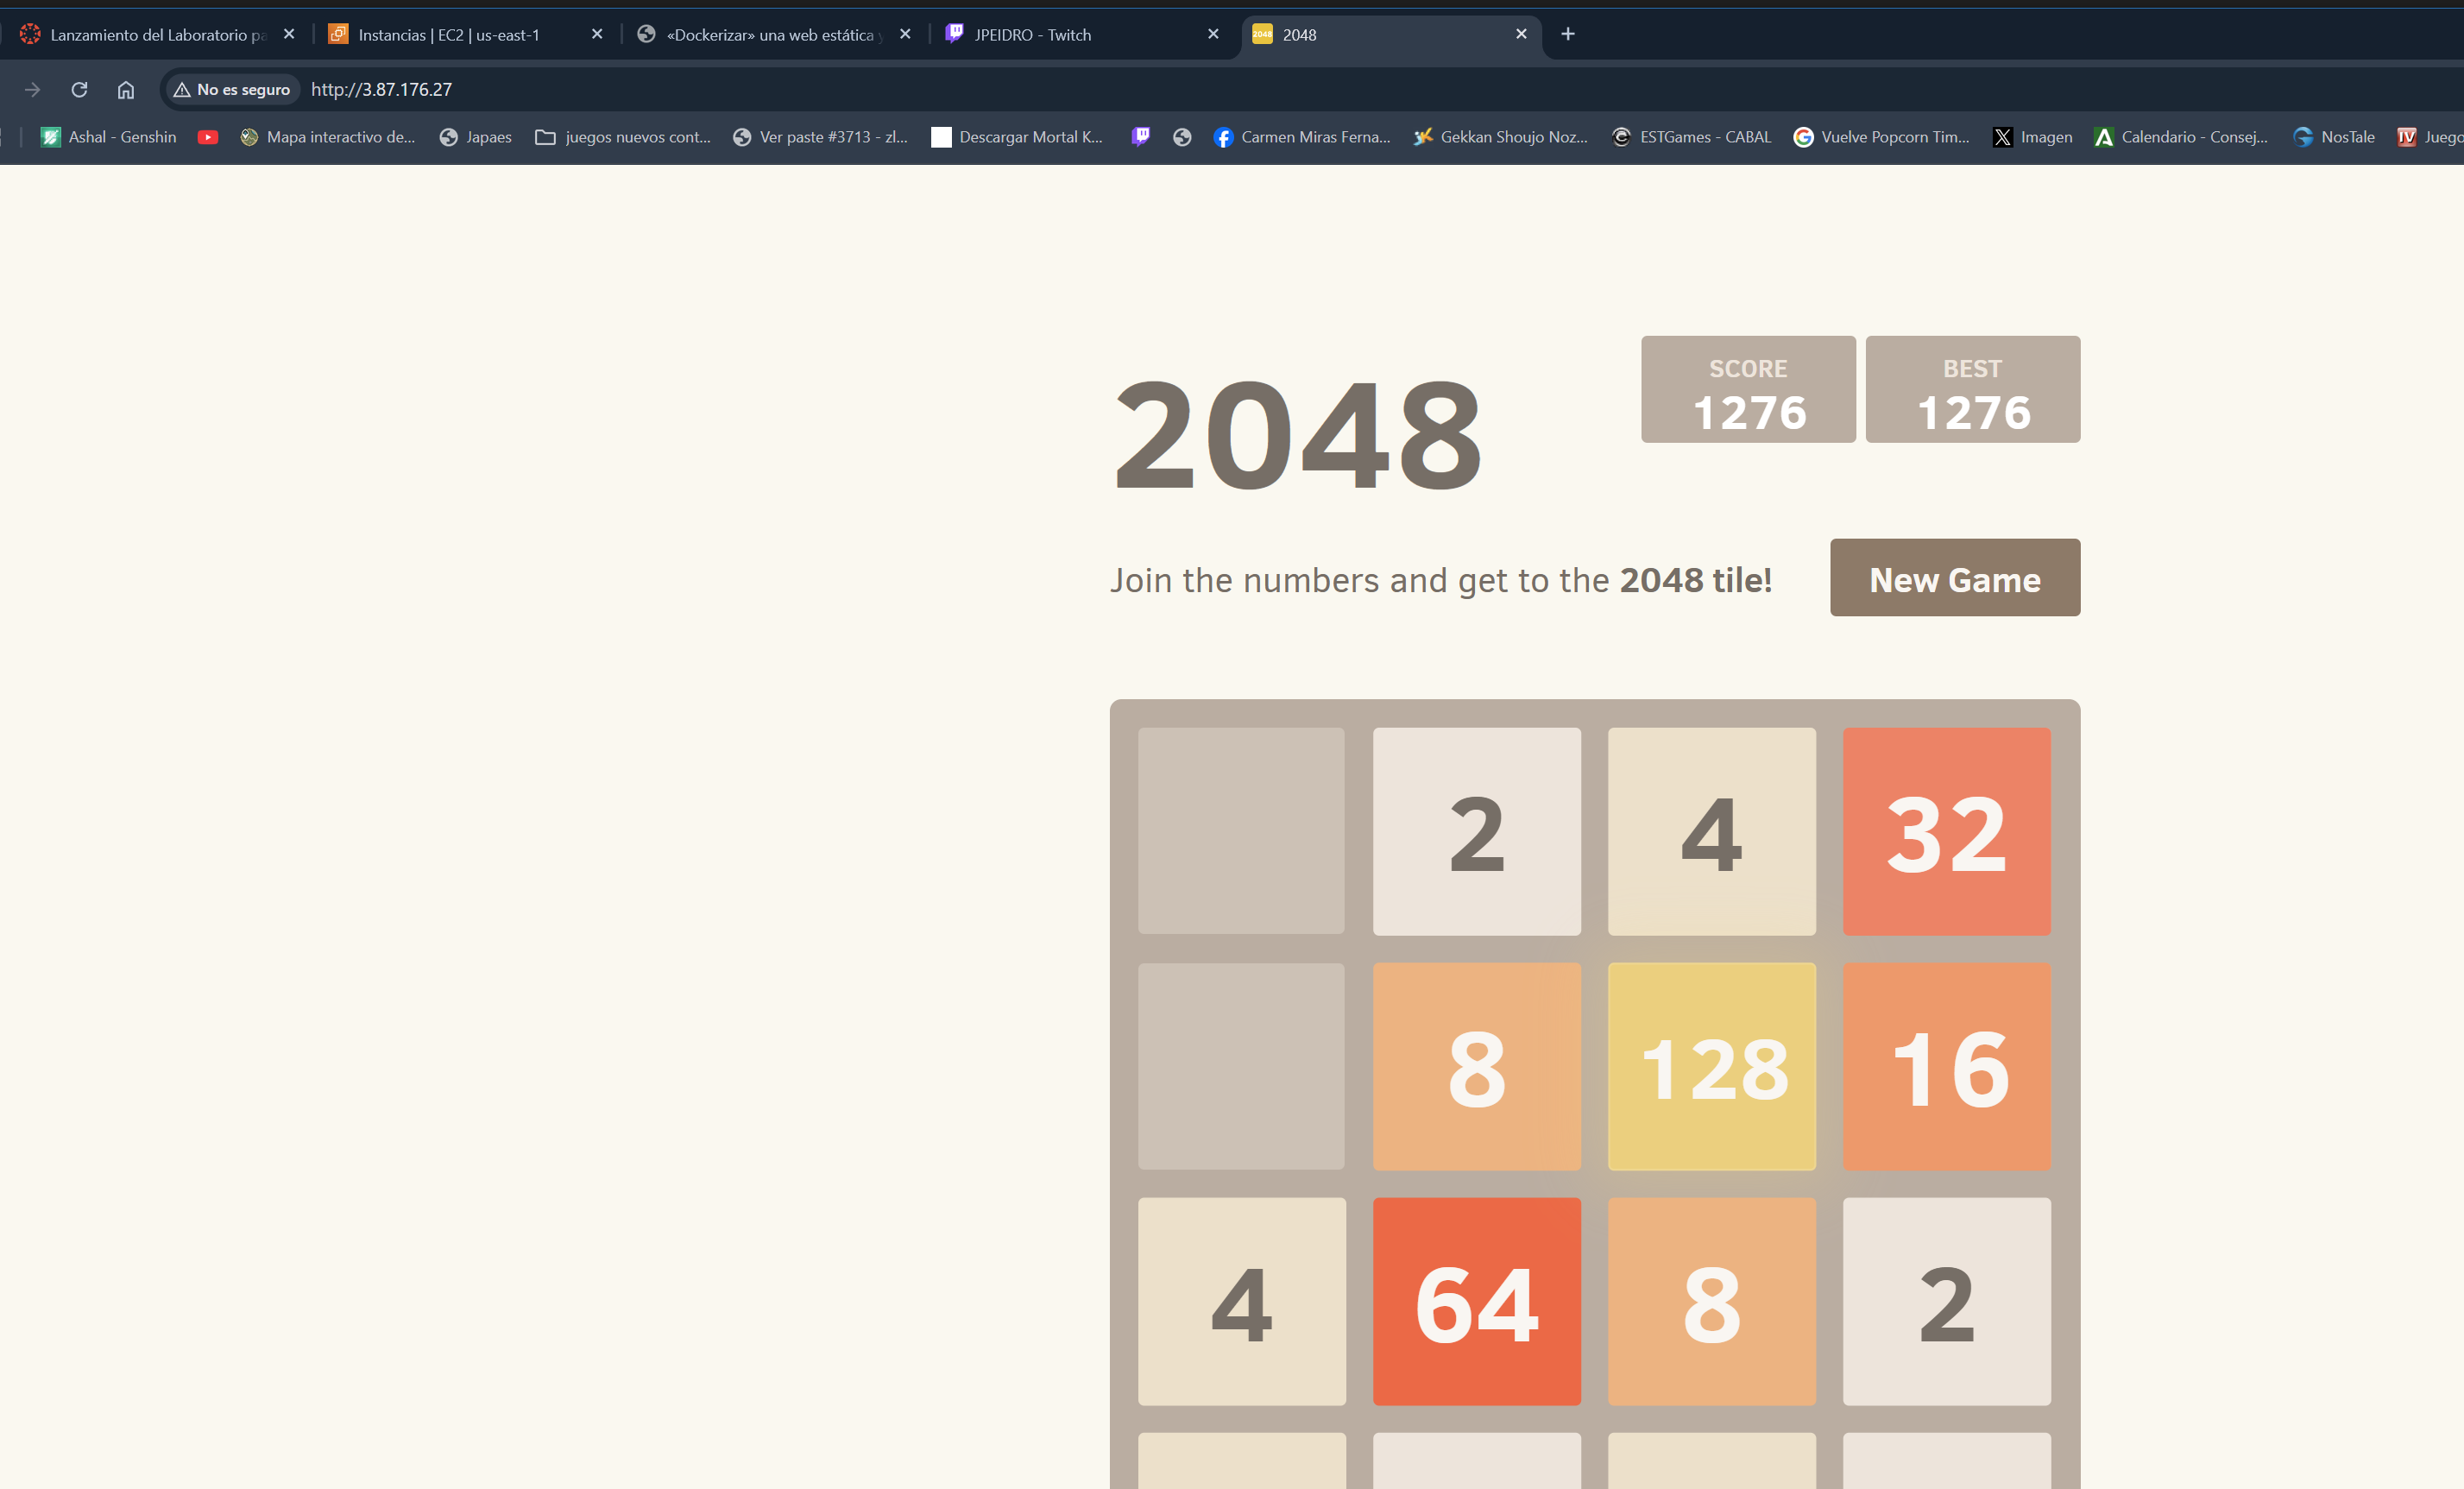 Lanzamiento del Laboratorio pa
Instancias | EC2 | us-east-1
«Dockerizar» una web estática y
JPEIDRO - Twitch
2048
2048
No es seguro
http://3.87.176.27
Ashal - Genshin
Mapa interactivo de...
Japaes
juegos nuevos cont...
Ver paste #3713 - zl...
Descargar Mortal K...
Carmen Miras Ferna...
Gekkan Shoujo Noz...
ESTGames - CABAL
Vuelve Popcorn Tim...
Imagen
Calendario - Consej...
NosTale
Juego
2048
SCORE
1276
BEST
1276
Join the numbers and get to the 2048 tile!
New Game
2 4 32
8 128 16
4 64 8 2